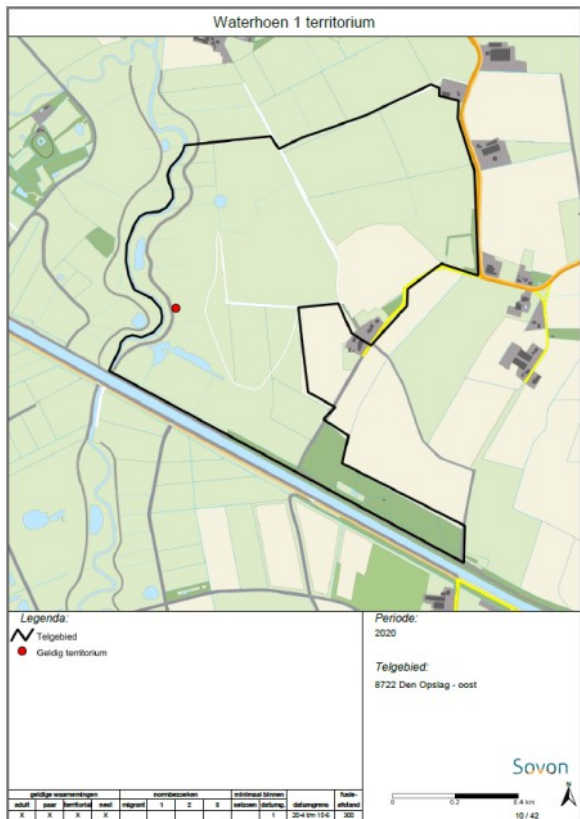 Waterhoen 1 territorium
Legenda:
Telgebied
Geldig territorium
Periode:
2020
Telgebied:
8722 Den Opslag - oost
Sovon
0 0.2 0.4 km
10 / 42
geldige waarnemingen normbezoeken minimaal binnen fusie-
adult paar territoriaal nest migrant 1 2 3 seizoen datumg. datumgrens afstand
X X X X 1 20-4 t/m 15-6 300